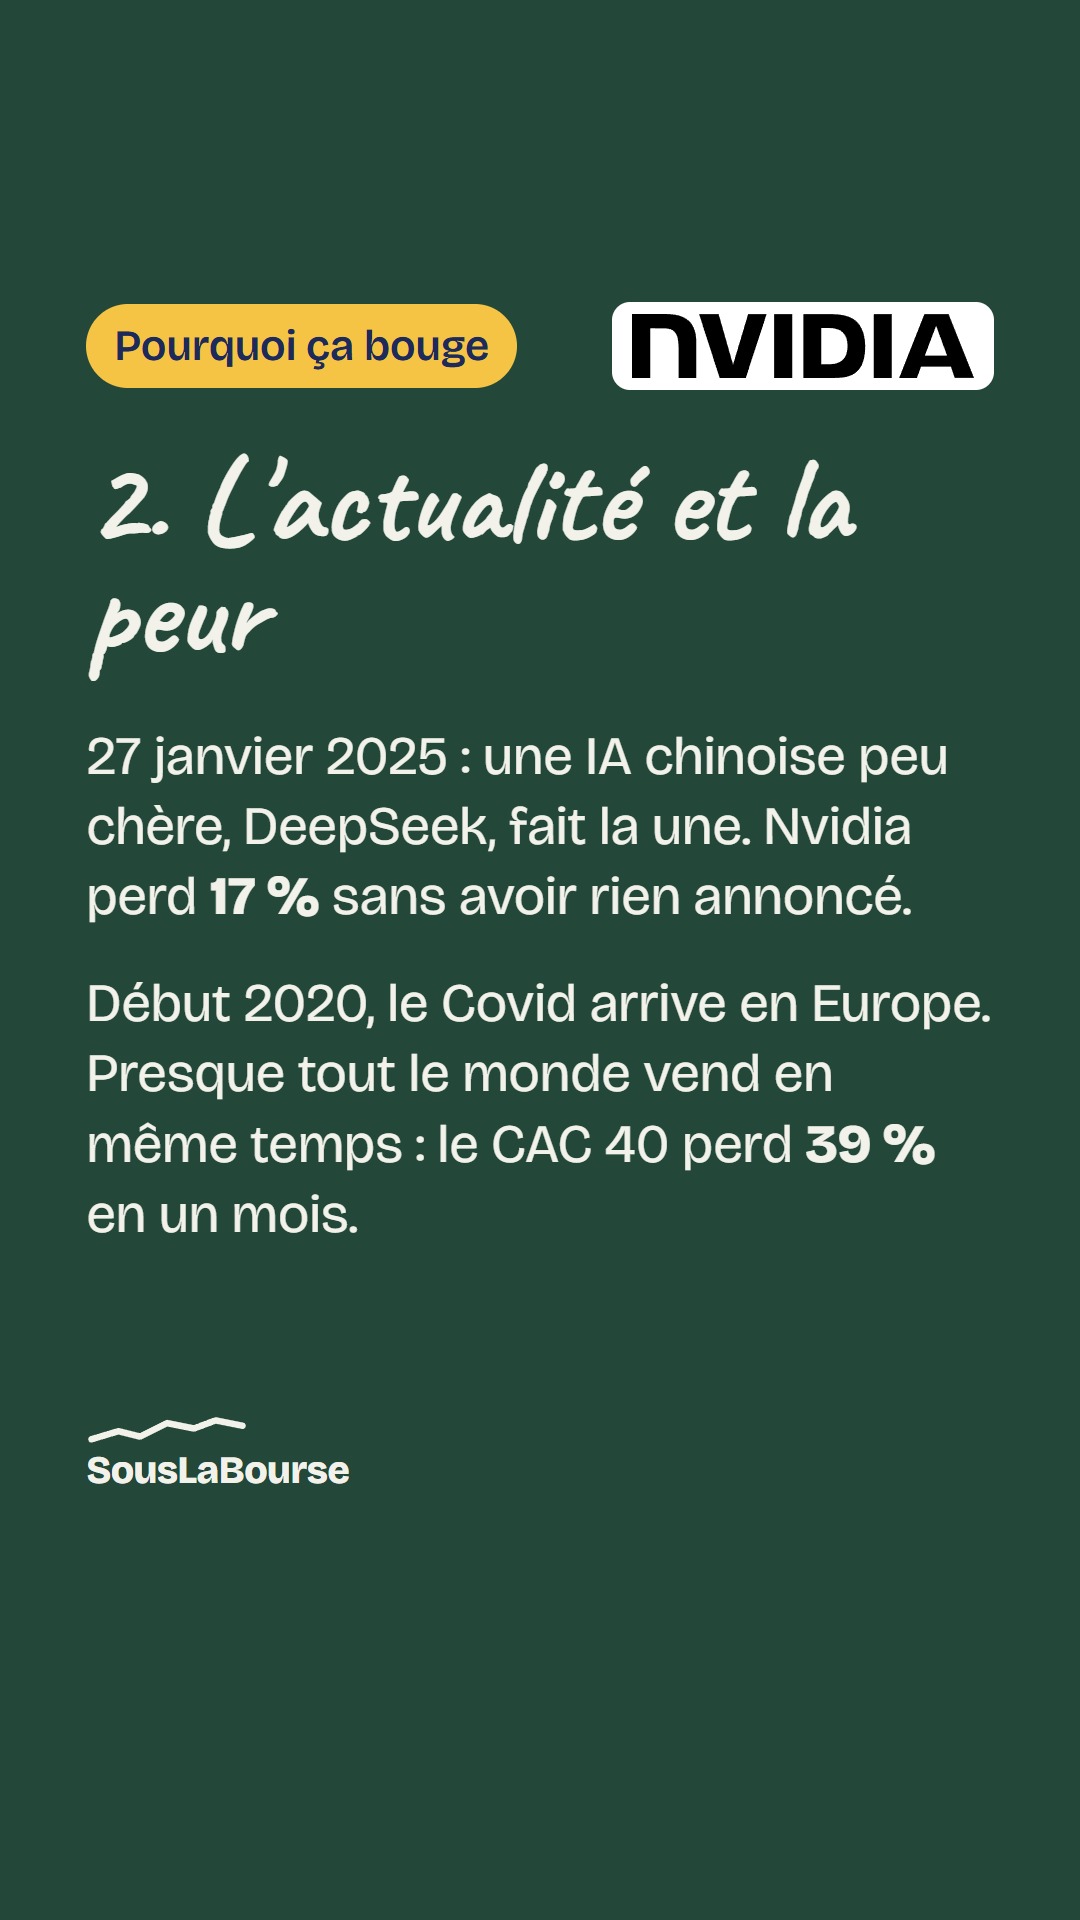 Pourquoi ça bouge
NVIDIA
2. L'actualité et la
peur
27 janvier 2025 : une IA chinoise peu
chère, DeepSeek, fait la une. Nvidia
perd 17 % sans avoir rien annoncé.
Début 2020, le Covid arrive en Europe.
Presque tout le monde vend en
même temps : le CAC 40 perd 39 %
en un mois.
SousLaBourse